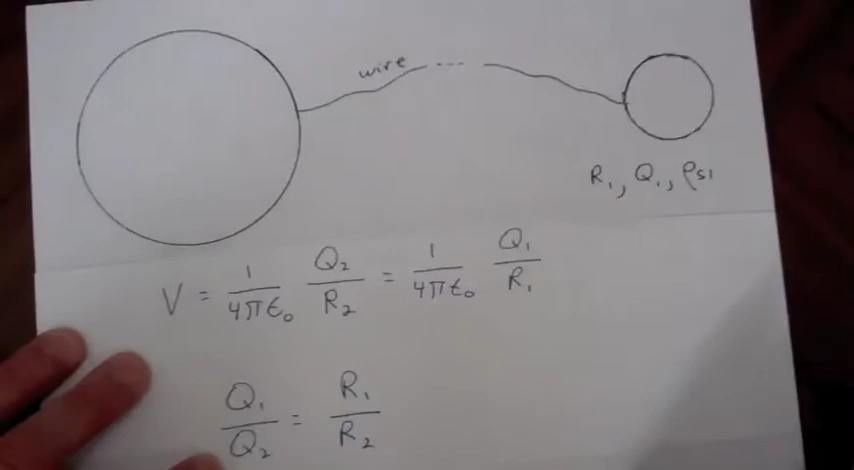 wire
R₁, Q₁, ρs1
V = 1/4πε₀ Q₂/R₂ = 1/4πε₀ Q₁/R₁
Q₁/Q₂ = R₁/R₂